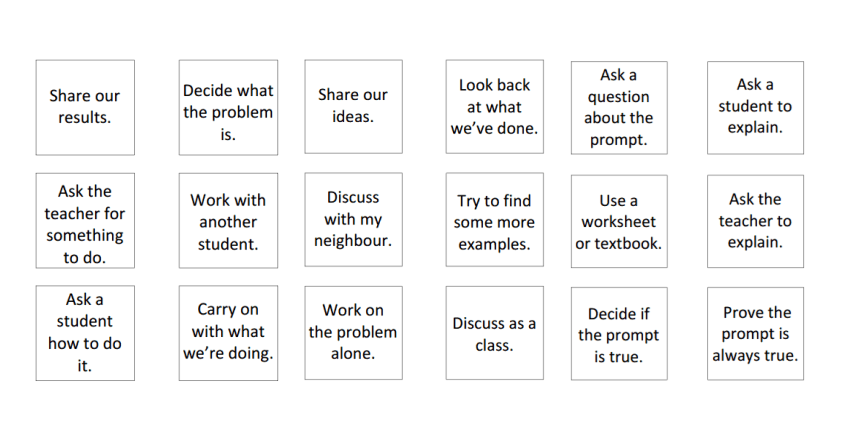 Share our
results.
Decide what
the problem
is.
Share our
ideas.
Look back
at what
we’ve done.
Ask a
question
about the
prompt.
Ask a
student to
explain.
Ask the
teacher for
something
to do.
Work with
another
student.
Discuss
with my
neighbour.
Try to find
some more
examples.
Use a
worksheet
or textbook.
Ask the
teacher to
explain.
Ask a
student
how to do
it.
Carry on
with what
we’re doing.
Work on
the problem
alone.
Discuss as a
class.
Decide if
the prompt
is true.
Prove the
prompt is
always true.